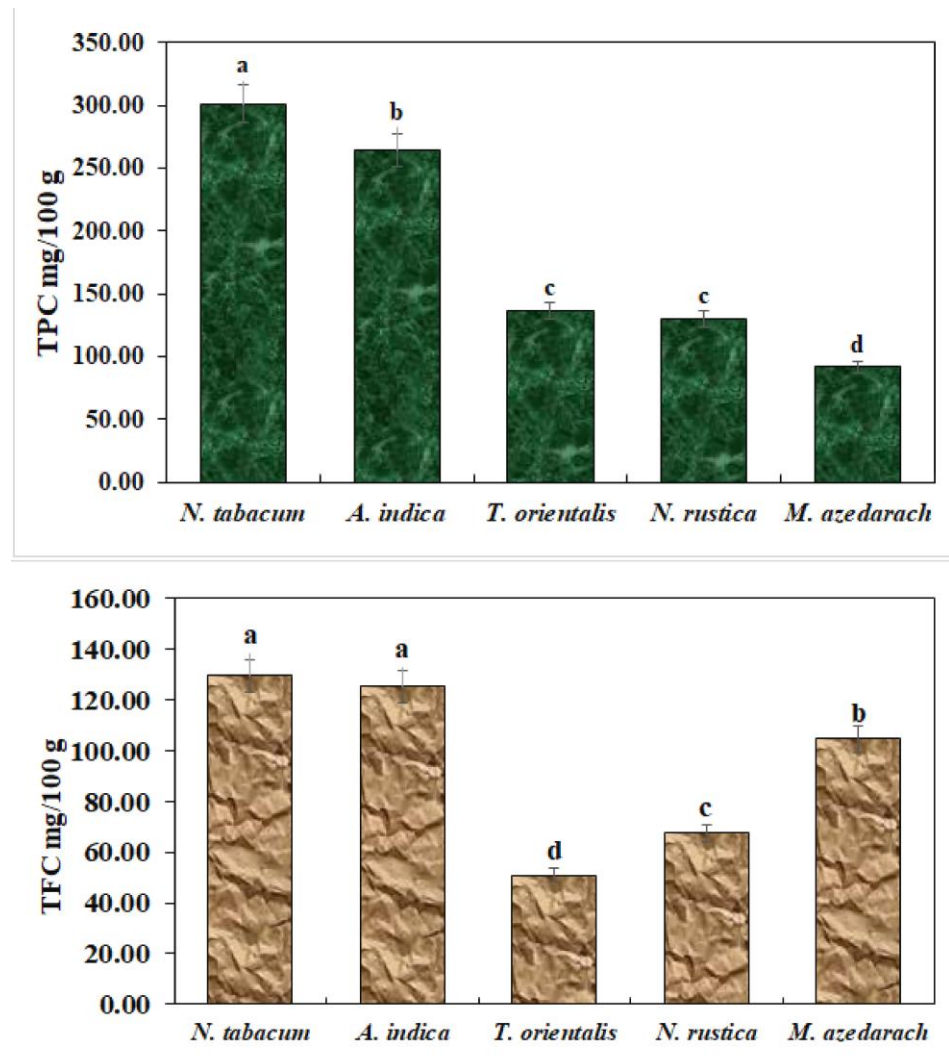 350.00
300.00
250.00
200.00
150.00
100.00
50.00
0.00
TPC mg/100 g
a
b
c
c
d
N. tabacum A. indica T. orientalis N. rustica M. azedarach
160.00
140.00
120.00
100.00
80.00
60.00
40.00
20.00
0.00
TFC mg/100 g
a
a
d
c
b
N. tabacum A. indica T. orientalis N. rustica M. azedarach